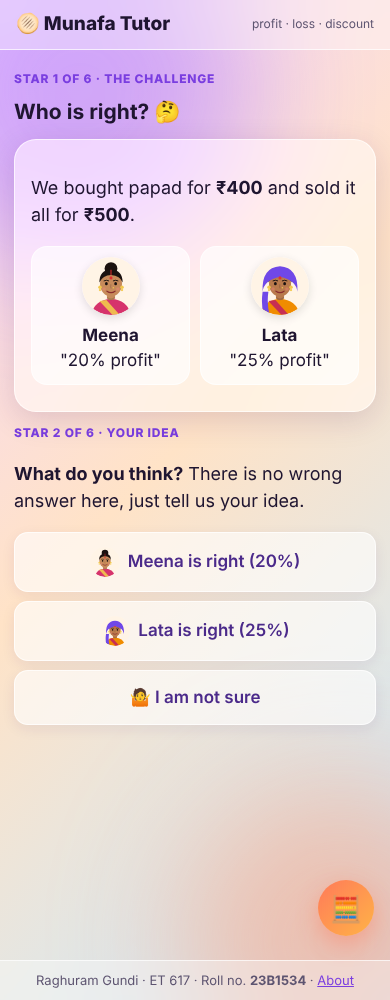 Munafa Tutor
profit · loss · discount
STAR 1 OF 6 · THE CHALLENGE
Who is right? 🤔
We bought papad for ₹400 and sold it
all for ₹500.
Meena
"20% profit"
Lata
"25% profit"
STAR 2 OF 6 · YOUR IDEA
What do you think? There is no wrong
answer here, just tell us your idea.
Meena is right (20%)
Lata is right (25%)
🤷 I am not sure
Raghuram Gundi · ET 617 · Roll no. 23B1534 · About